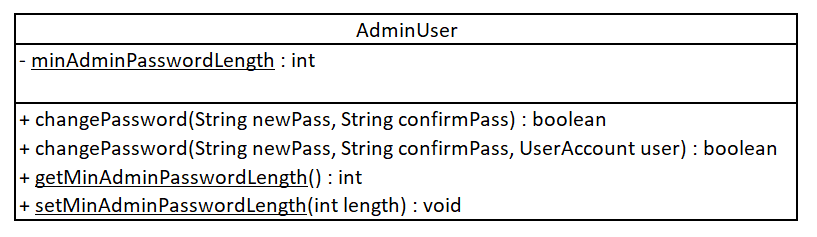 AdminUser
- minAdminPasswordLength : int
+ changePassword(String newPass, String confirmPass) : boolean
+ changePassword(String newPass, String confirmPass, UserAccount user) : boolean
+ getMinAdminPasswordLength() : int
+ setMinAdminPasswordLength(int length) : void